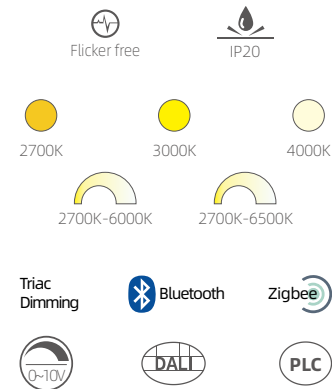 Flicker free
IP20
2700K
3000K
4000K
2700K-6000K
2700K-6500K
Triac
Dimming
Bluetooth
Zigbee
0~10V
DALI
PLC